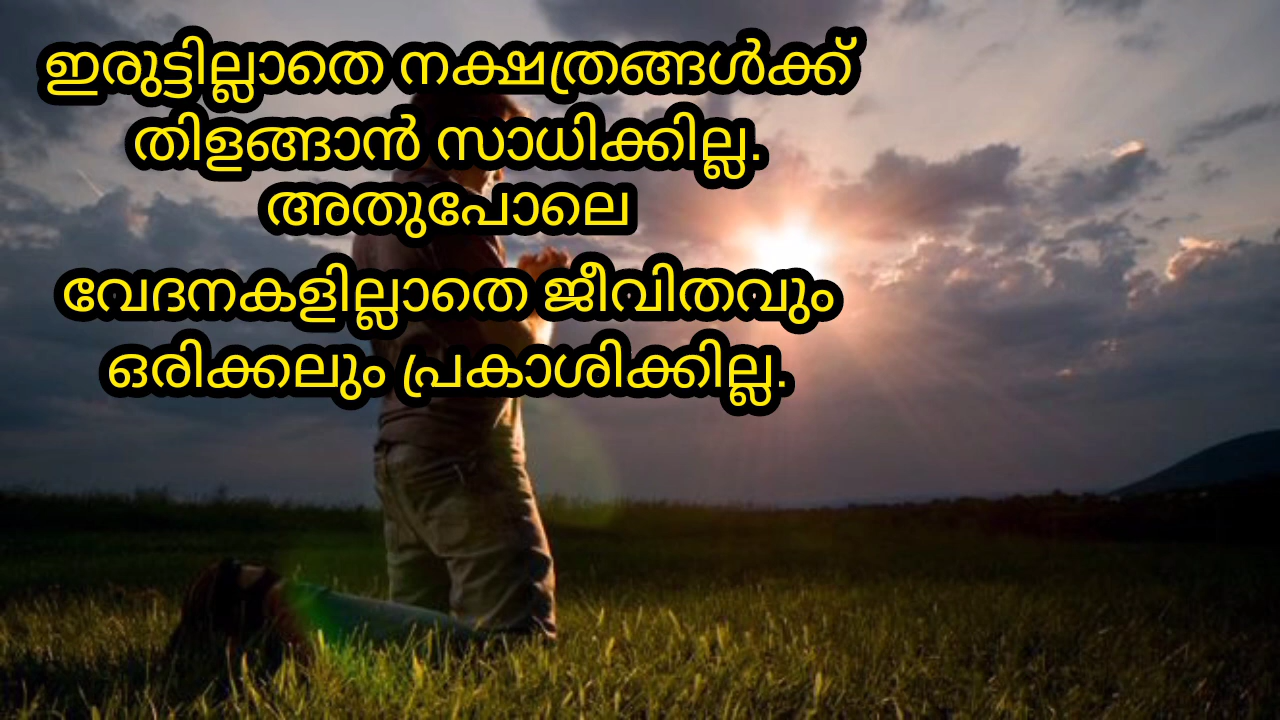 ഇരുട്ടില്ലാതെ നക്ഷത്രങ്ങൾക്ക്
തിളങ്ങാൻ സാധിക്കില്ല.
അതുപോലെ
വേദനകളില്ലാതെ ജീവിതവും
ഒരിക്കലും പ്രകാശിക്കില്ല.